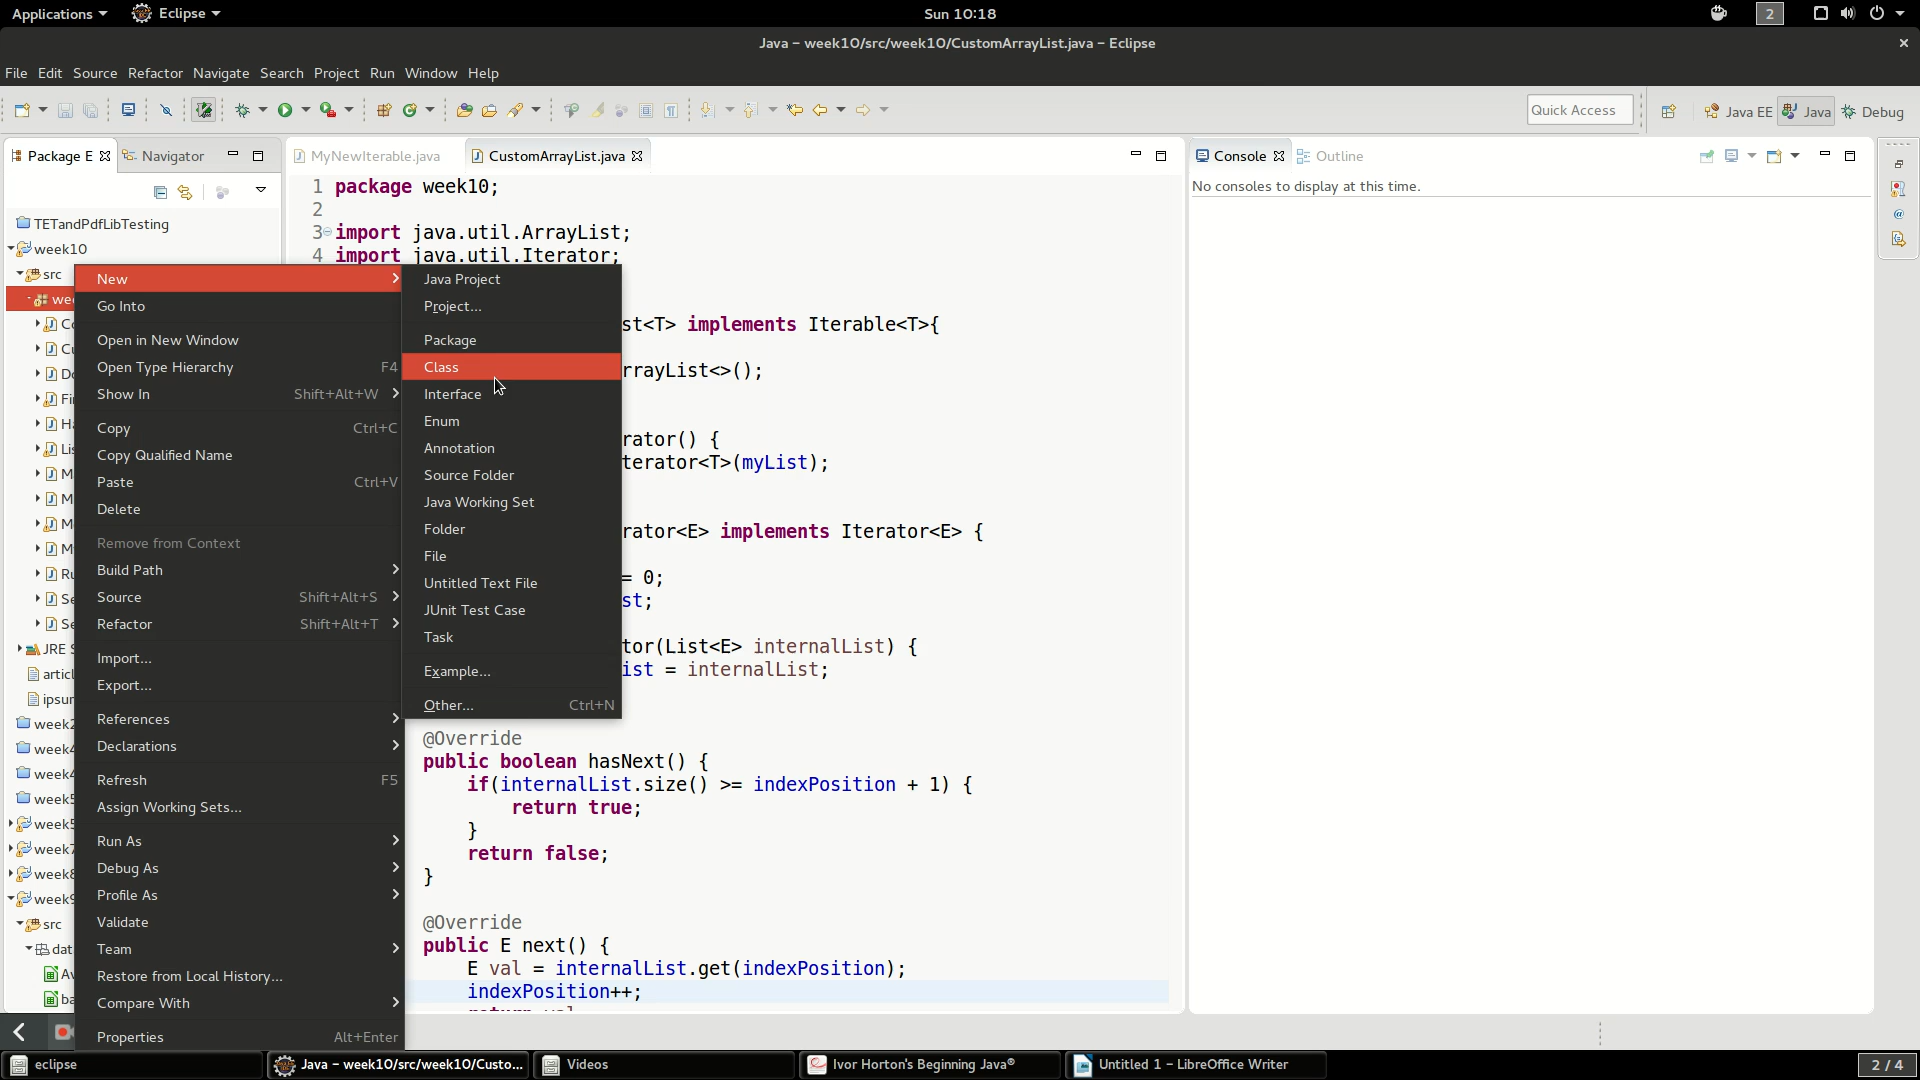 Applications Eclipse Sun 10:18 2
Java – week10/src/week10/CustomArrayList.java – Eclipse
File Edit Source Refactor Navigate Search Project Run Window Help
Quick Access Java EE Java Debug
Package E Navigator
MyNewIterable.java CustomArrayList.java
Console Outline
No consoles to display at this time.
TETandPdfLibTesting
week10
src
JRE S
week2
week4
week4
week5
week5
week7
week8
week9
src
New
Go Into
Open in New Window
Open Type Hierarchy F4
Show In Shift+Alt+W
Copy Ctrl+C
Copy Qualified Name
Paste Ctrl+V
Delete
Remove from Context
Build Path
Source Shift+Alt+S
Refactor Shift+Alt+T
Import...
Export...
References
Declarations
Refresh F5
Assign Working Sets...
Run As
Debug As
Profile As
Validate
Team
Restore from Local History...
Compare With
Properties Alt+Enter
Java Project
Project...
Package
Class
Interface
Enum
Annotation
Source Folder
Java Working Set
Folder
File
Untitled Text File
JUnit Test Case
Task
Example...
Other... Ctrl+N
1 package week10;
2
3 import java.util.ArrayList;
4 import java.util.Iterator;
st<T> implements Iterable<T>{
rrayList<>();
rator() {
terator<T>(myList);
rator<E> implements Iterator<E> {
= 0;
st;
tor(List<E> internalList) {
ist = internalList;
@Override
public boolean hasNext() {
if(internalList.size() >= indexPosition + 1) {
return true;
}
return false;
}
@Override
public E next() {
E val = internalList.get(indexPosition);
indexPosition++;
eclipse
Java – week10/src/week10/Custo...
Videos
Ivor Horton's Beginning Java®
Untitled 1 – LibreOffice Writer
2 / 4